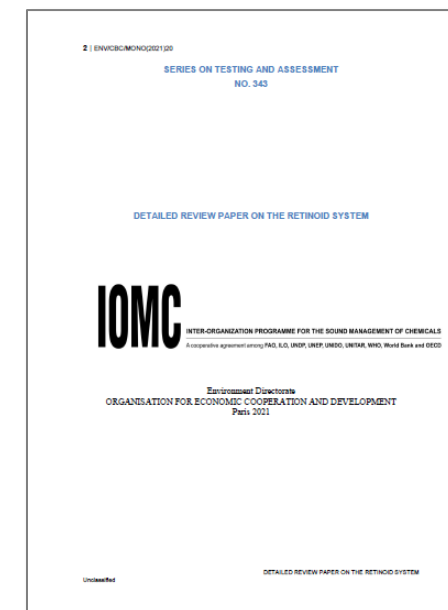 2 | ENV/CBC/MONO(2021)20
SERIES ON TESTING AND ASSESSMENT
NO. 343
DETAILED REVIEW PAPER ON THE RETINOID SYSTEM
IOMC
INTER-ORGANIZATION PROGRAMME FOR THE SOUND MANAGEMENT OF CHEMICALS
A cooperative agreement among FAO, ILO, UNDP, UNEP, UNIDO, UNITAR, WHO, World Bank and OECD
Environment Directorate
ORGANISATION FOR ECONOMIC COOPERATION AND DEVELOPMENT
Paris 2021
DETAILED REVIEW PAPER ON THE RETINOID SYSTEM
Unclassified